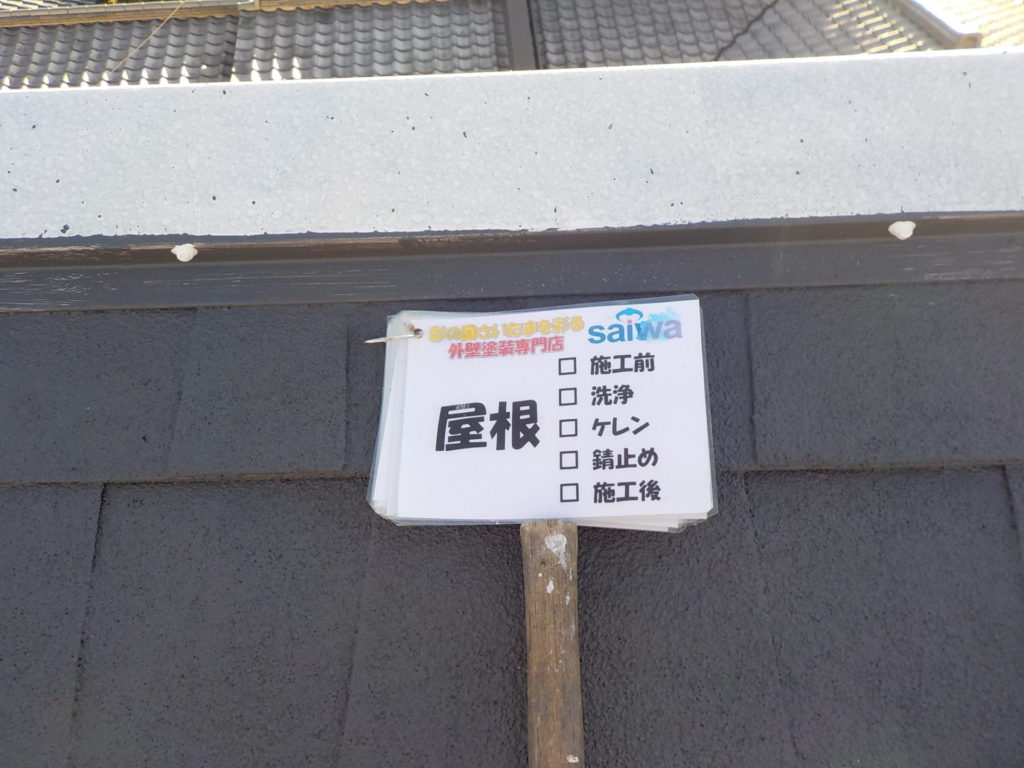 彩の国さいたまを彩る
外壁塗装専門店
saiwa
屋根
□ 施工前
□ 洗浄
□ ケレン
□ 錆止め
□ 施工後